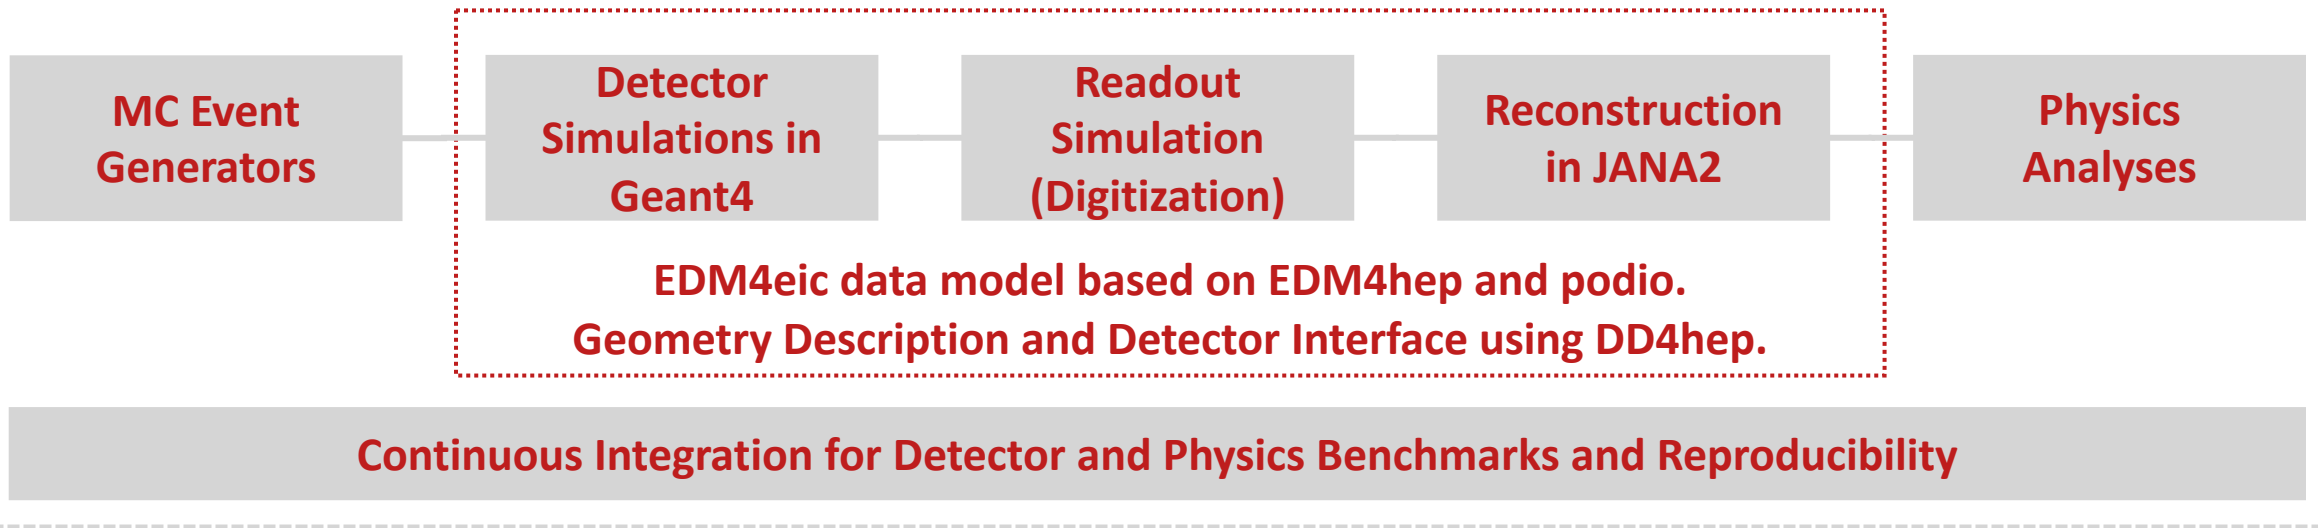 MC Event
Generators
Detector
Simulations in
Geant4
Readout
Simulation
(Digitization)
Reconstruction
in JANA2
Physics
Analyses
EDM4eic data model based on EDM4hep and podio.
Geometry Description and Detector Interface using DD4hep.
Continuous Integration for Detector and Physics Benchmarks and Reproducibility